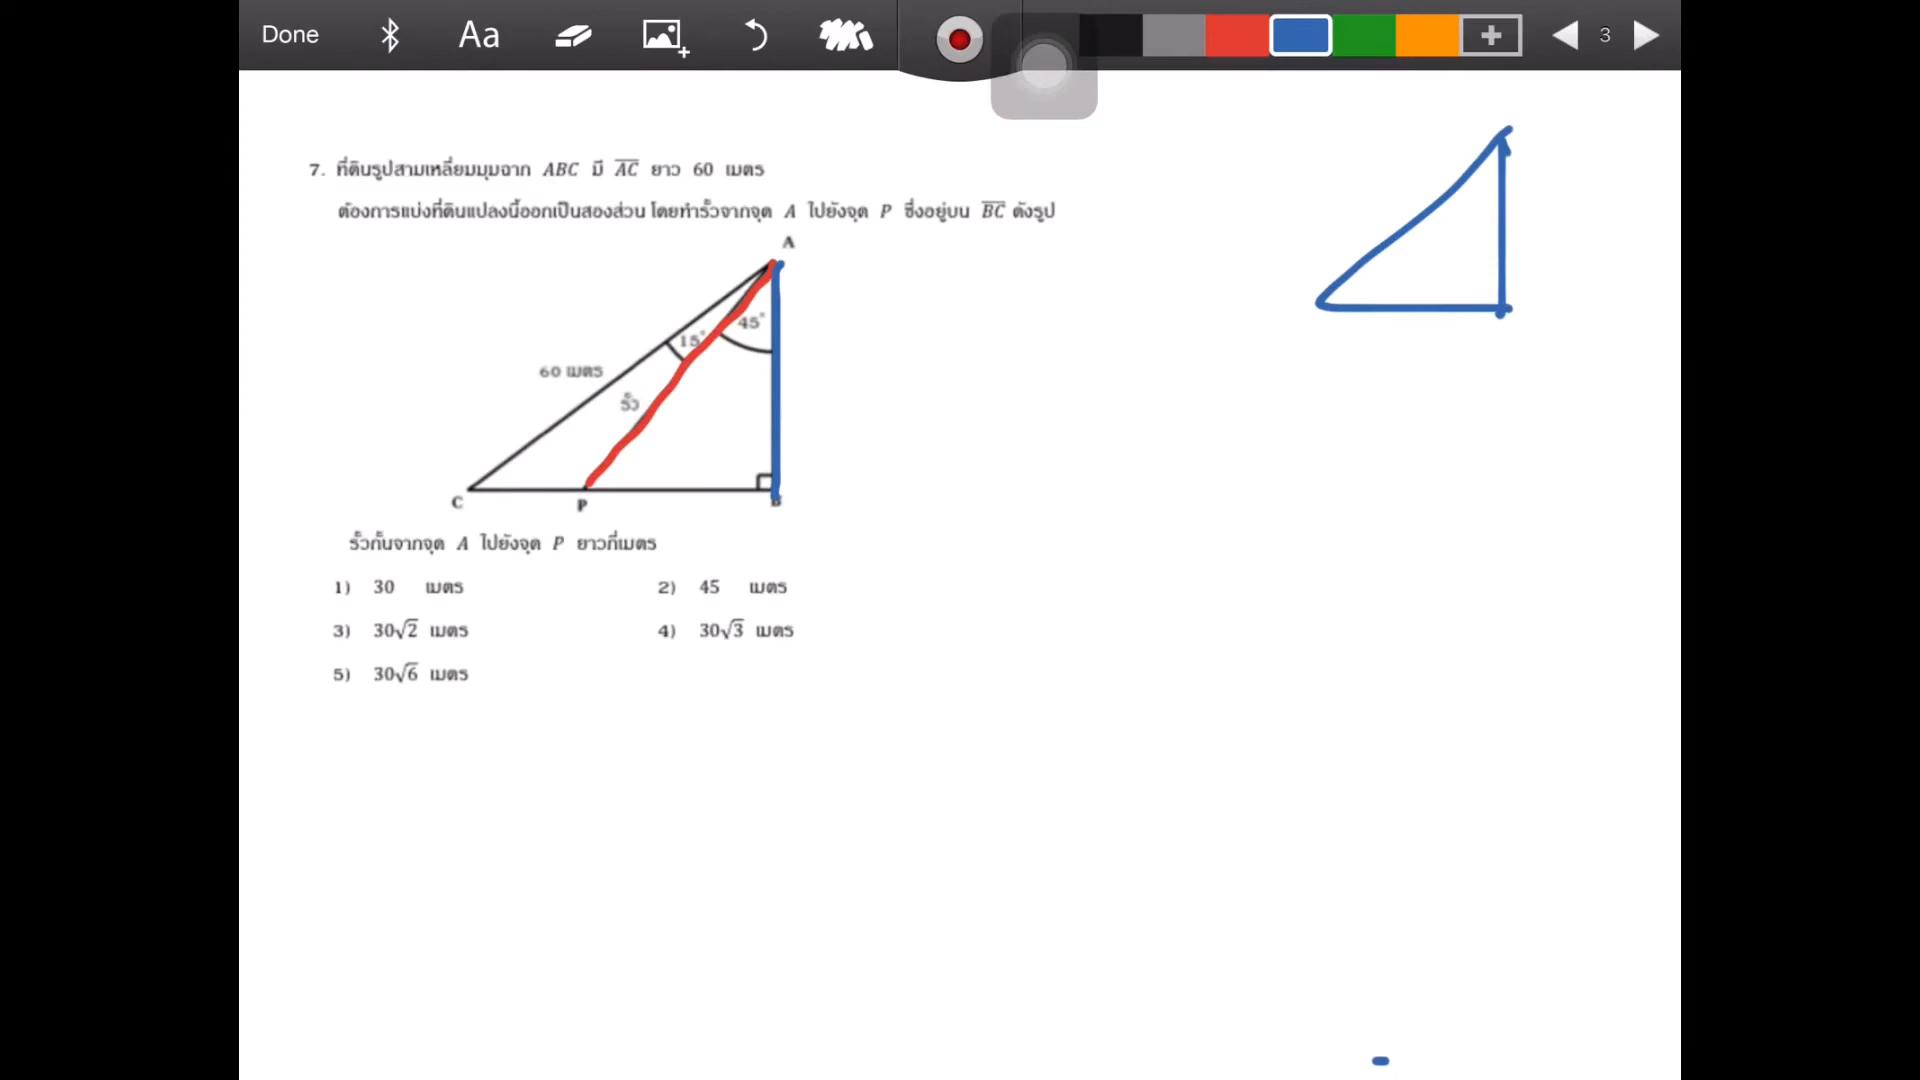 Done Aa 3
7. ที่ดินรูปสามเหลี่ยมมุมฉาก ABC มี A̅C̅ ยาว 60 เมตร
ต้องการแบ่งที่ดินแปลงนี้ออกเป็นสองส่วน โดยทำรั้วจากจุด A ไปยังจุด P ซึ่งอยู่บน B̅C̅ ดังรูป
A
45°
15°
60 เมตร
รั้ว
C P B
รั้วกั้นจากจุด A ไปยังจุด P ยาวกี่เมตร
1) 30 เมตร 2) 45 เมตร
3) 30√2 เมตร 4) 30√3 เมตร
5) 30√6 เมตร